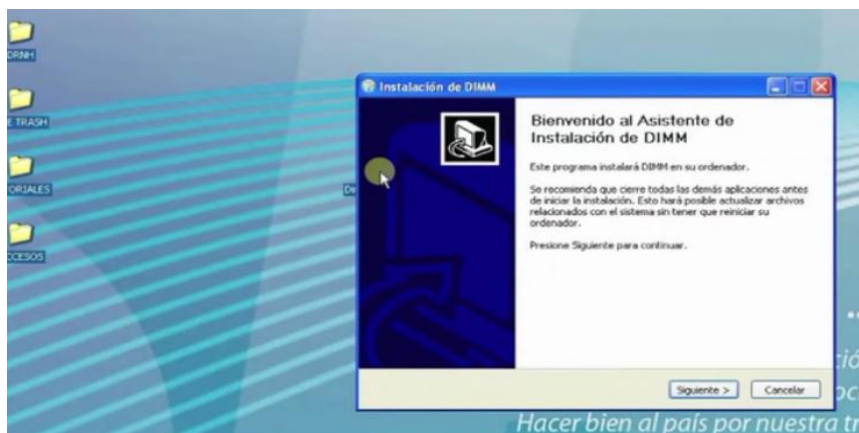 DRNH
E TRASH
ORIALES
CCESOS
Instalación de DIMM
Bienvenido al Asistente de
Instalación de DIMM
Este programa instalará DIMM en su ordenador.
Se recomienda que cierre todas las demás aplicaciones antes
de iniciar la instalación. Esto hará posible actualizar archivos
relacionados con el sistema sin tener que reiniciar su
ordenador.
Presione Siguiente para continuar.
Siguiente >
Cancelar
Hacer bien al país por nuestra tr